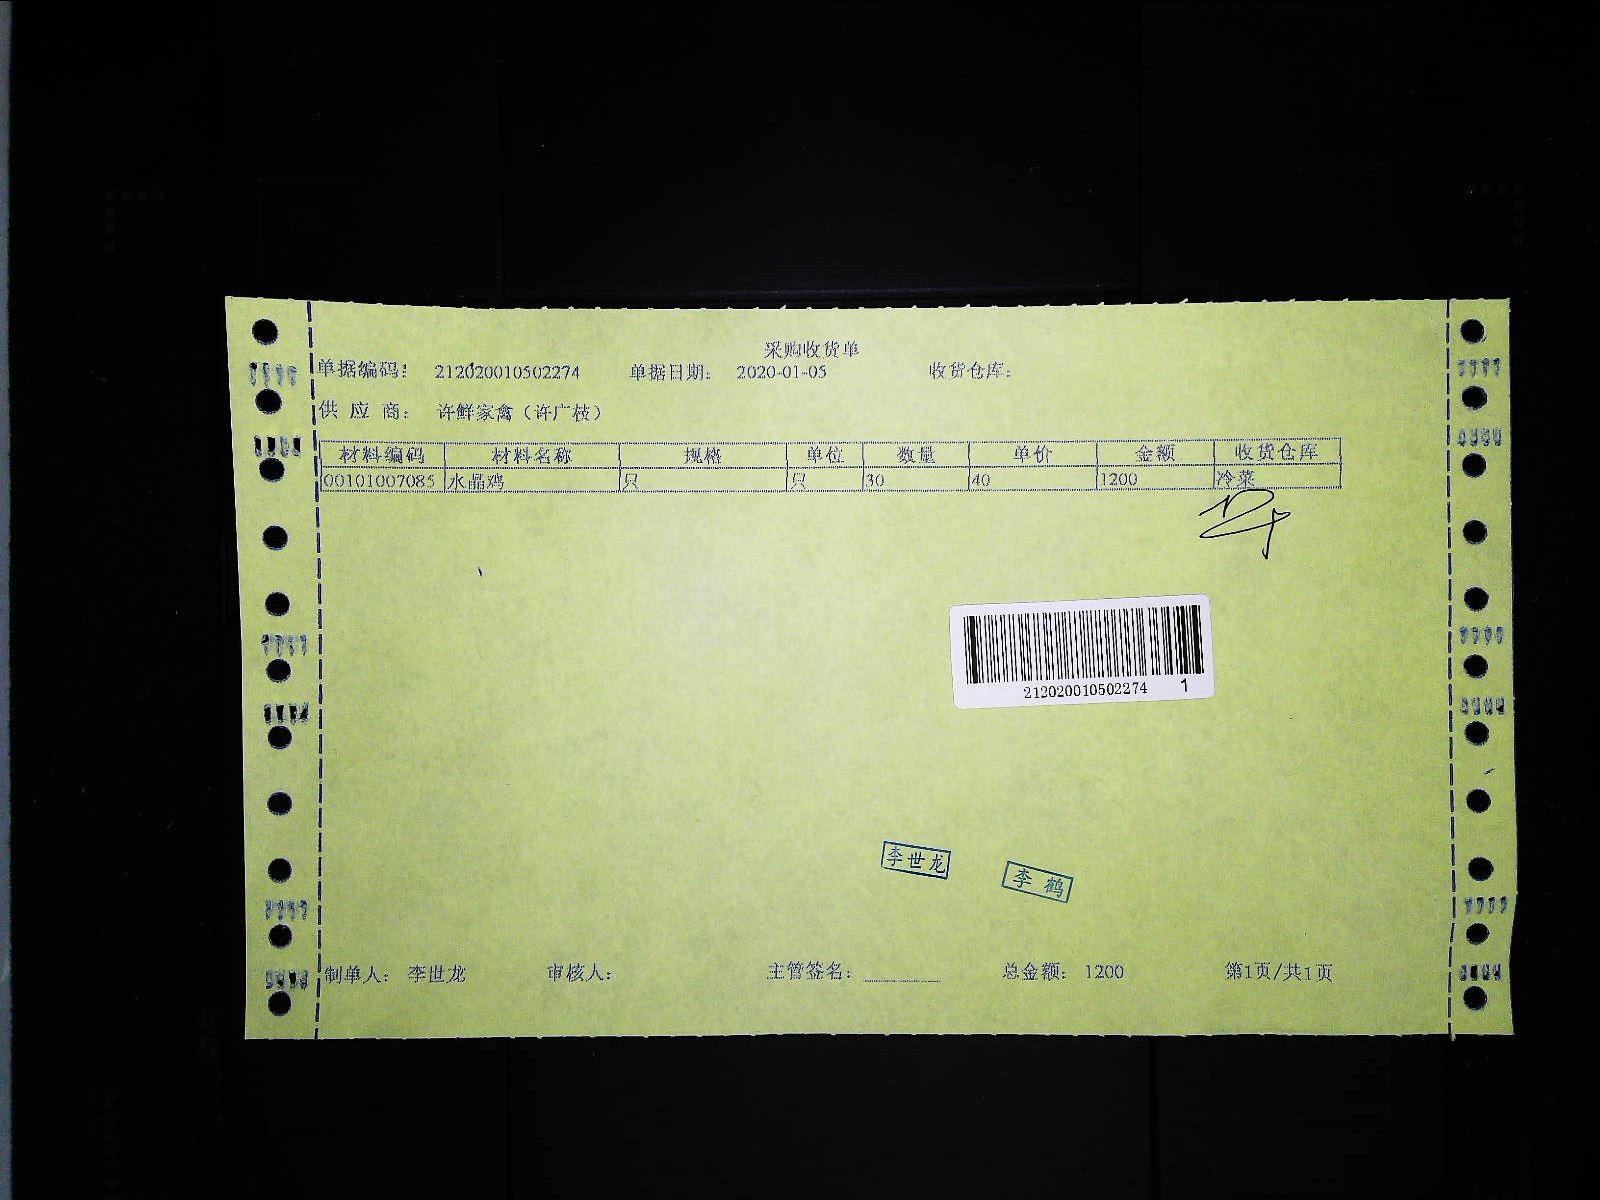 采购收货单
单据编码: 212020010502274 单据日期: 2020-01-05 收货仓库:
供 应 商: 许鲜家禽（许广枝）
材料编码 材料名称 规格 单位 数量 单价 金额 收货仓库
00101007085 水晶鸡 只 只 30 40 1200 冷菜
212020010502274 1
李世龙
李鹤
制单人: 李世龙 审核人: 主管签名: 总金额: 1200 第1页/共1页